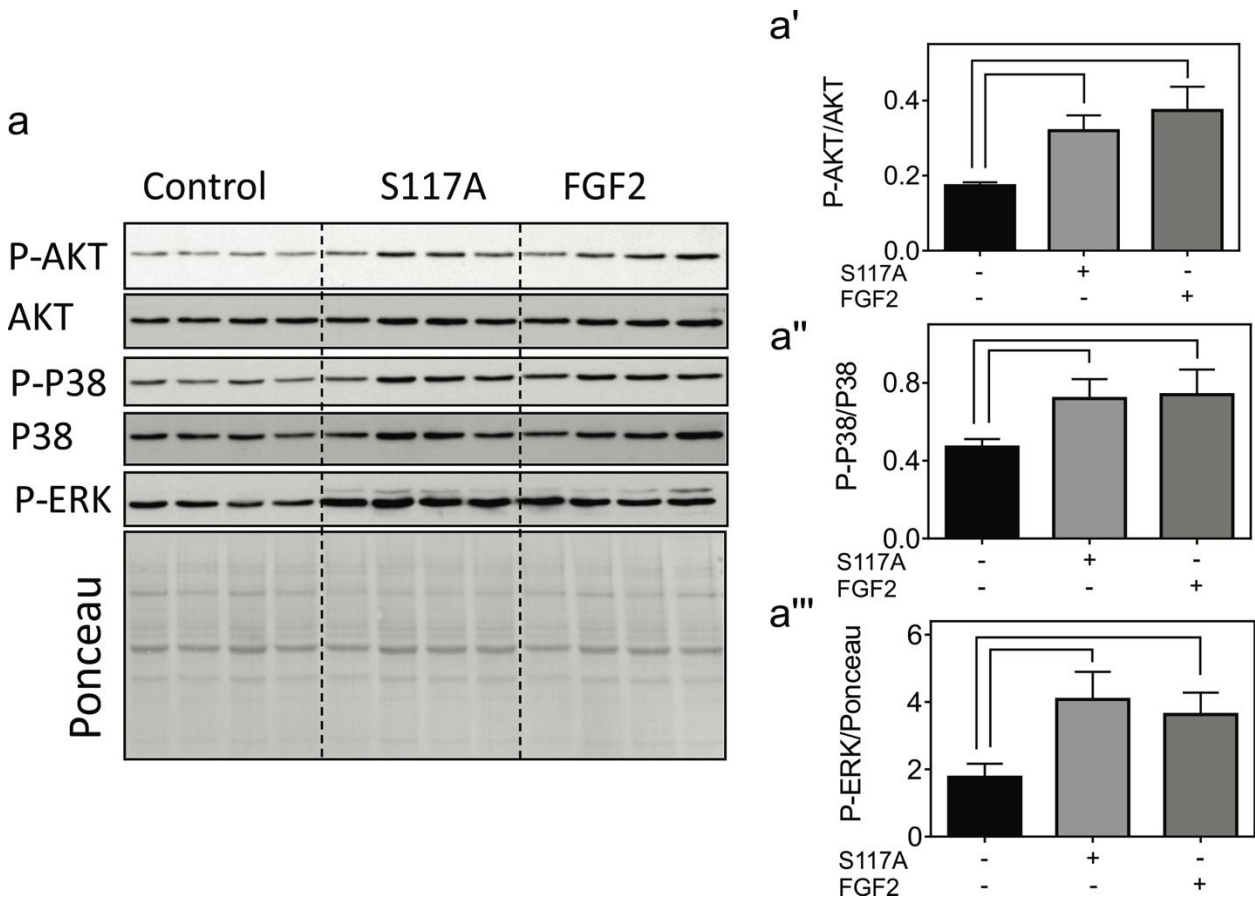 a
Control S117A FGF2
P-AKT
AKT
P-P38
P38
P-ERK
Ponceau
a'
P-AKT/AKT
0.4
0.2
0.0
S117A - + -
FGF2 - - +
a''
P-P38/P38
0.8
0.4
0.0
S117A - + -
FGF2 - - +
a'''
P-ERK/Ponceau
6
4
2
0
S117A - + -
FGF2 - - +